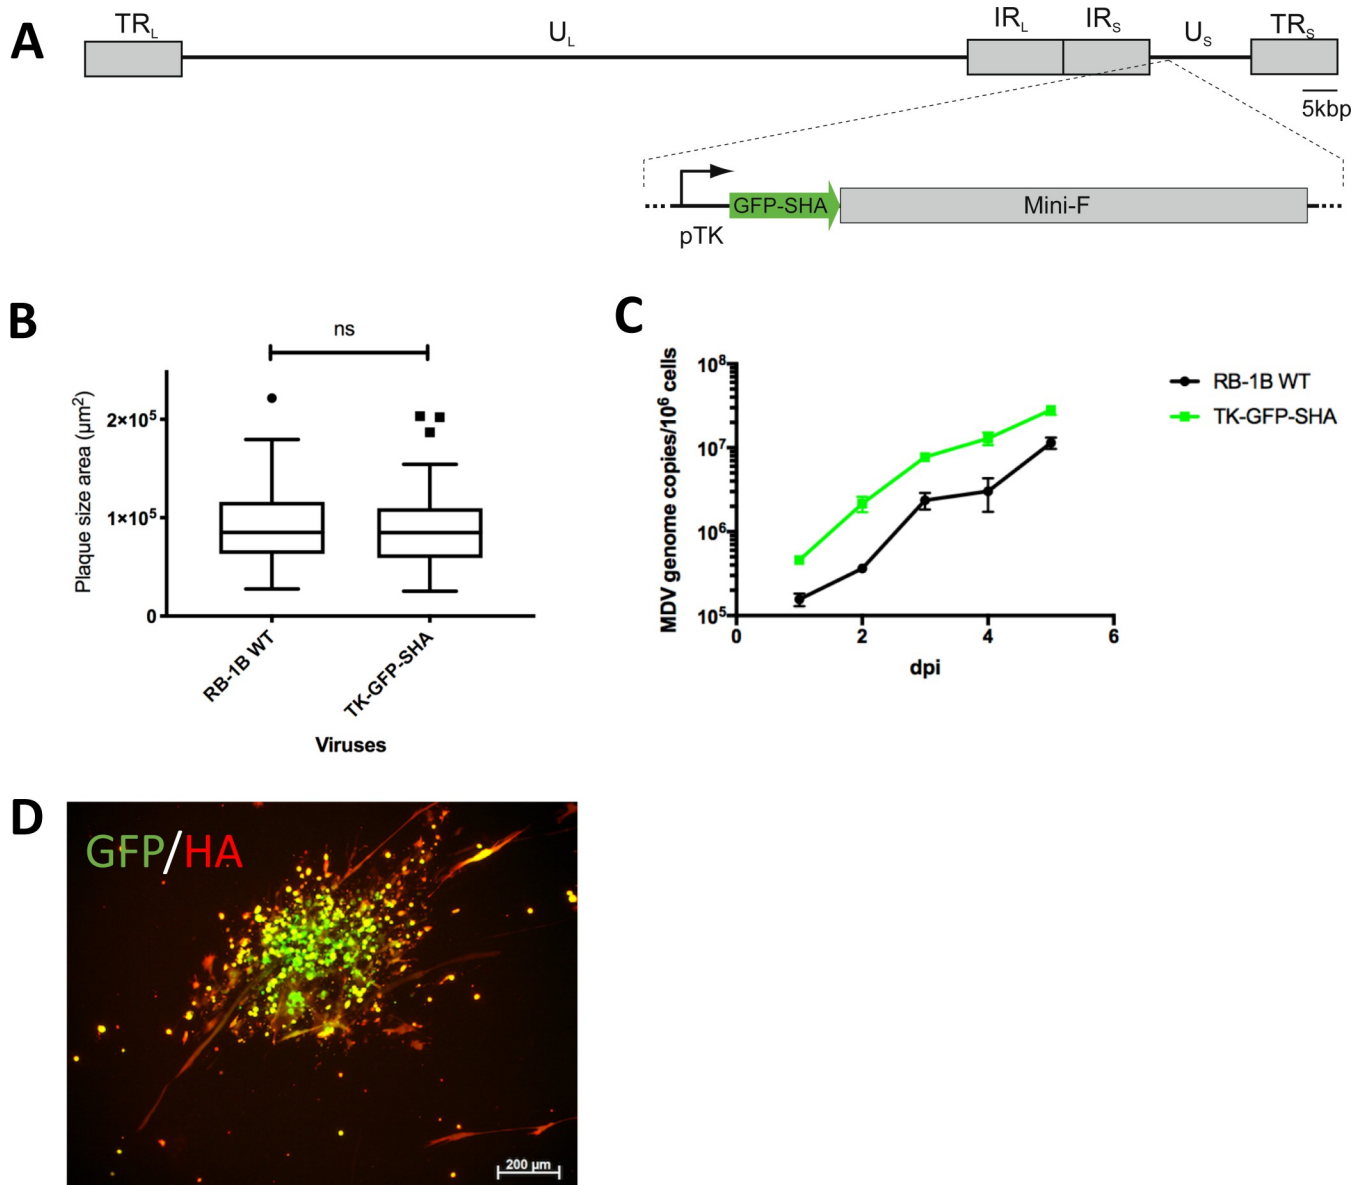 A
TRL
UL
IRL
IRS
US
TRS
5kbp
GFP-SHA
Mini-F
pTK
B
ns
Plaque size area (µm²)
2×10⁵
1×10⁵
0
RB-1B WT
TK-GFP-SHA
Viruses
C
MDV genome copies/10⁶ cells
10⁸
10⁷
10⁶
10⁵
0
2
4
6
dpi
RB-1B WT
TK-GFP-SHA
D
GFP/HA
200 µm